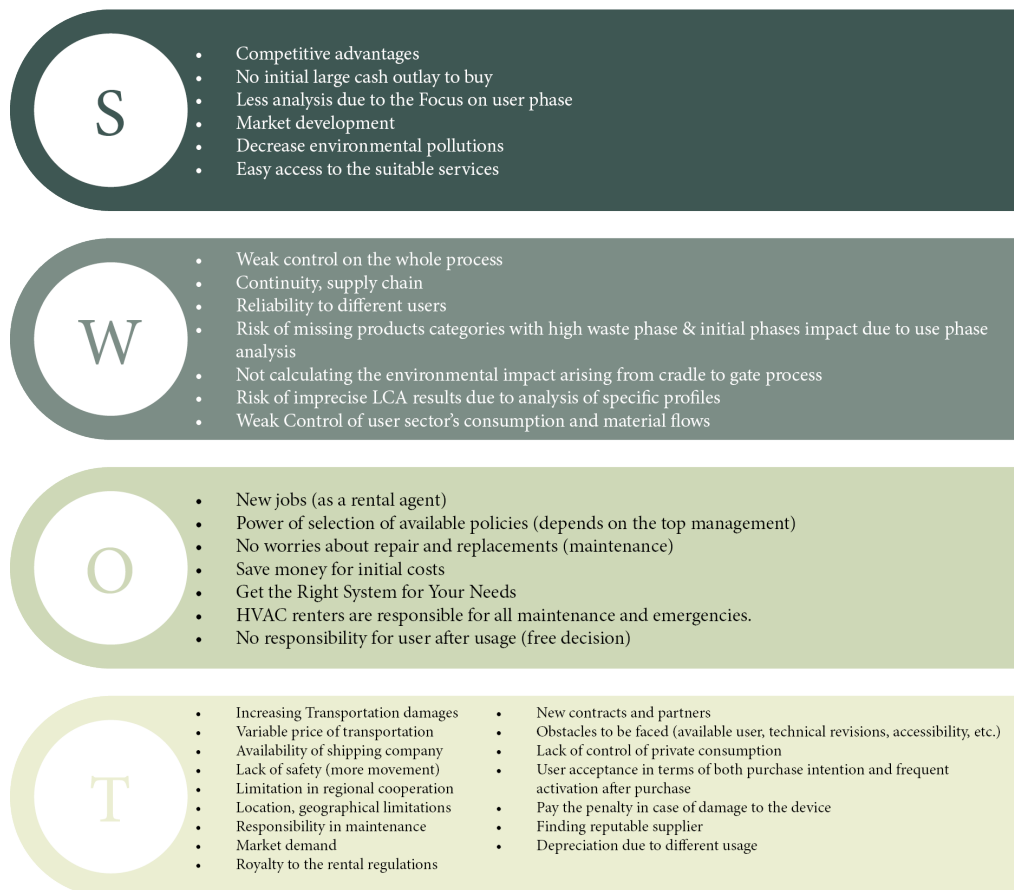 S
• Competitive advantages
• No initial large cash outlay to buy
• Less analysis due to the Focus on user phase
• Market development
• Decrease environmental pollutions
• Easy access to the suitable services
W
• Weak control on the whole process
• Continuity, supply chain
• Reliability to different users
• Risk of missing products categories with high waste phase & initial phases impact due to use phase
analysis
• Not calculating the environmental impact arising from cradle to gate process
• Risk of imprecise LCA results due to analysis of specific profiles
• Weak Control of user sector’s consumption and material flows
O
• New jobs (as a rental agent)
• Power of selection of available policies (depends on the top management)
• No worries about repair and replacements (maintenance)
• Save money for initial costs
• Get the Right System for Your Needs
• HVAC renters are responsible for all maintenance and emergencies.
• No responsibility for user after usage (free decision)
T
• Increasing Transportation damages
• Variable price of transportation
• Availability of shipping company
• Lack of safety (more movement)
• Limitation in regional cooperation
• Location, geographical limitations
• Responsibility in maintenance
• Market demand
• Royalty to the rental regulations
• New contracts and partners
• Obstacles to be faced (available user, technical revisions, accessibility, etc.)
• Lack of control of private consumption
• User acceptance in terms of both purchase intention and frequent
activation after purchase
• Pay the penalty in case of damage to the device
• Finding reputable supplier
• Depreciation due to different usage